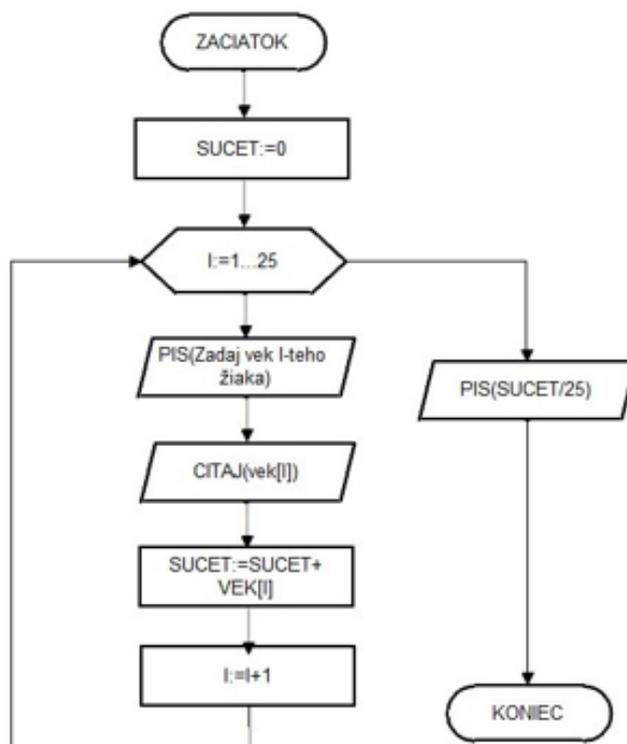 ZACIATOK
SUCET:=0
I:=1...25
PIS(Zadaj vek I-teho
žiaka)
CITAJ(vek[I])
SUCET:=SUCET+
VEK[I]
I:=I+1
PIS(SUCET/25)
KONIEC